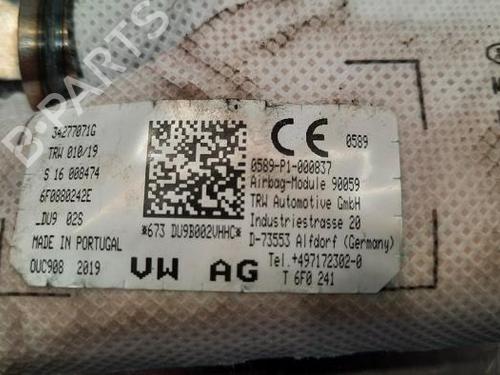 34277071G
TRW 010/19
S 16 008474
6F0880242E
_DU9 02S
MADE IN PORTUGAL
OUC908 2019
*673 DU9B002VHHC*
VW AG
CE 0589
0589-P1-000837
Airbag-Module 90059
TRW Automotive GmbH
Industriestrasse 20
D-73553 Alfdorf (Germany)
Tel.+497172302-0
T 6F0 241
B-PARTS